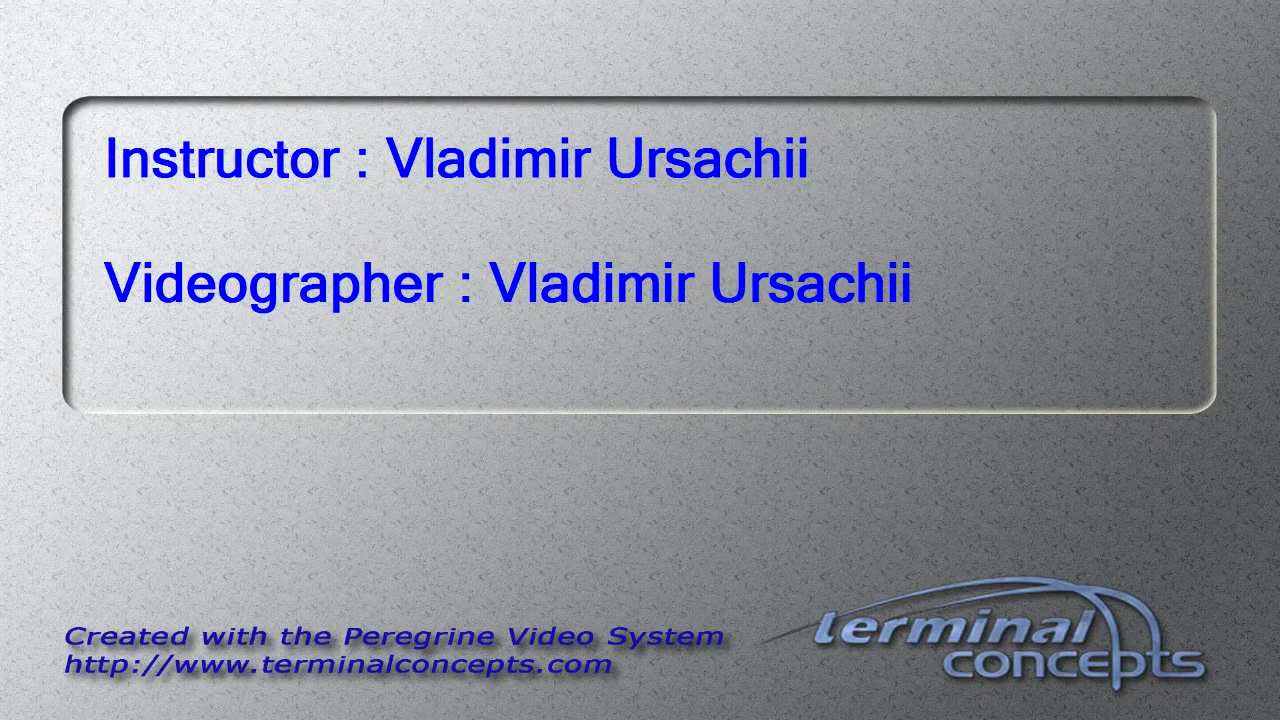 Instructor : Vladimir Ursachii
Videographer : Vladimir Ursachii
Created with the Peregrine Video System
http://www.terminalconcepts.com
terminal
concepts